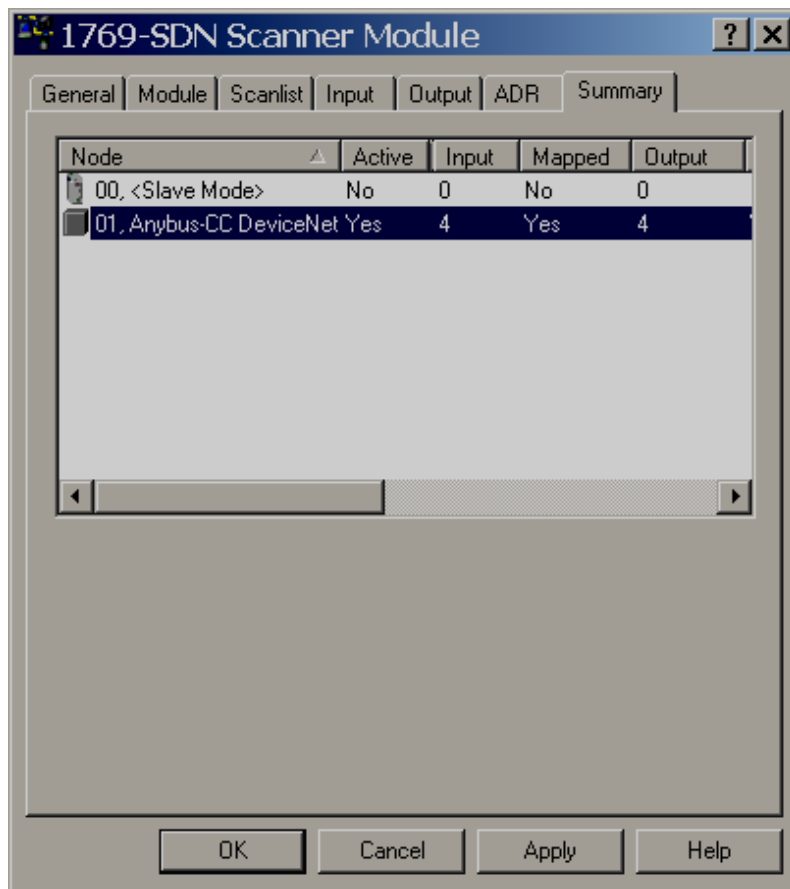 1769-SDN Scanner Module
General Module Scanlist Input Output ADR Summary
Node Active Input Mapped Output
00, <Slave Mode> No 0 No 0
01, Anybus-CC DeviceNet Yes 4 Yes 4
OK Cancel Apply Help